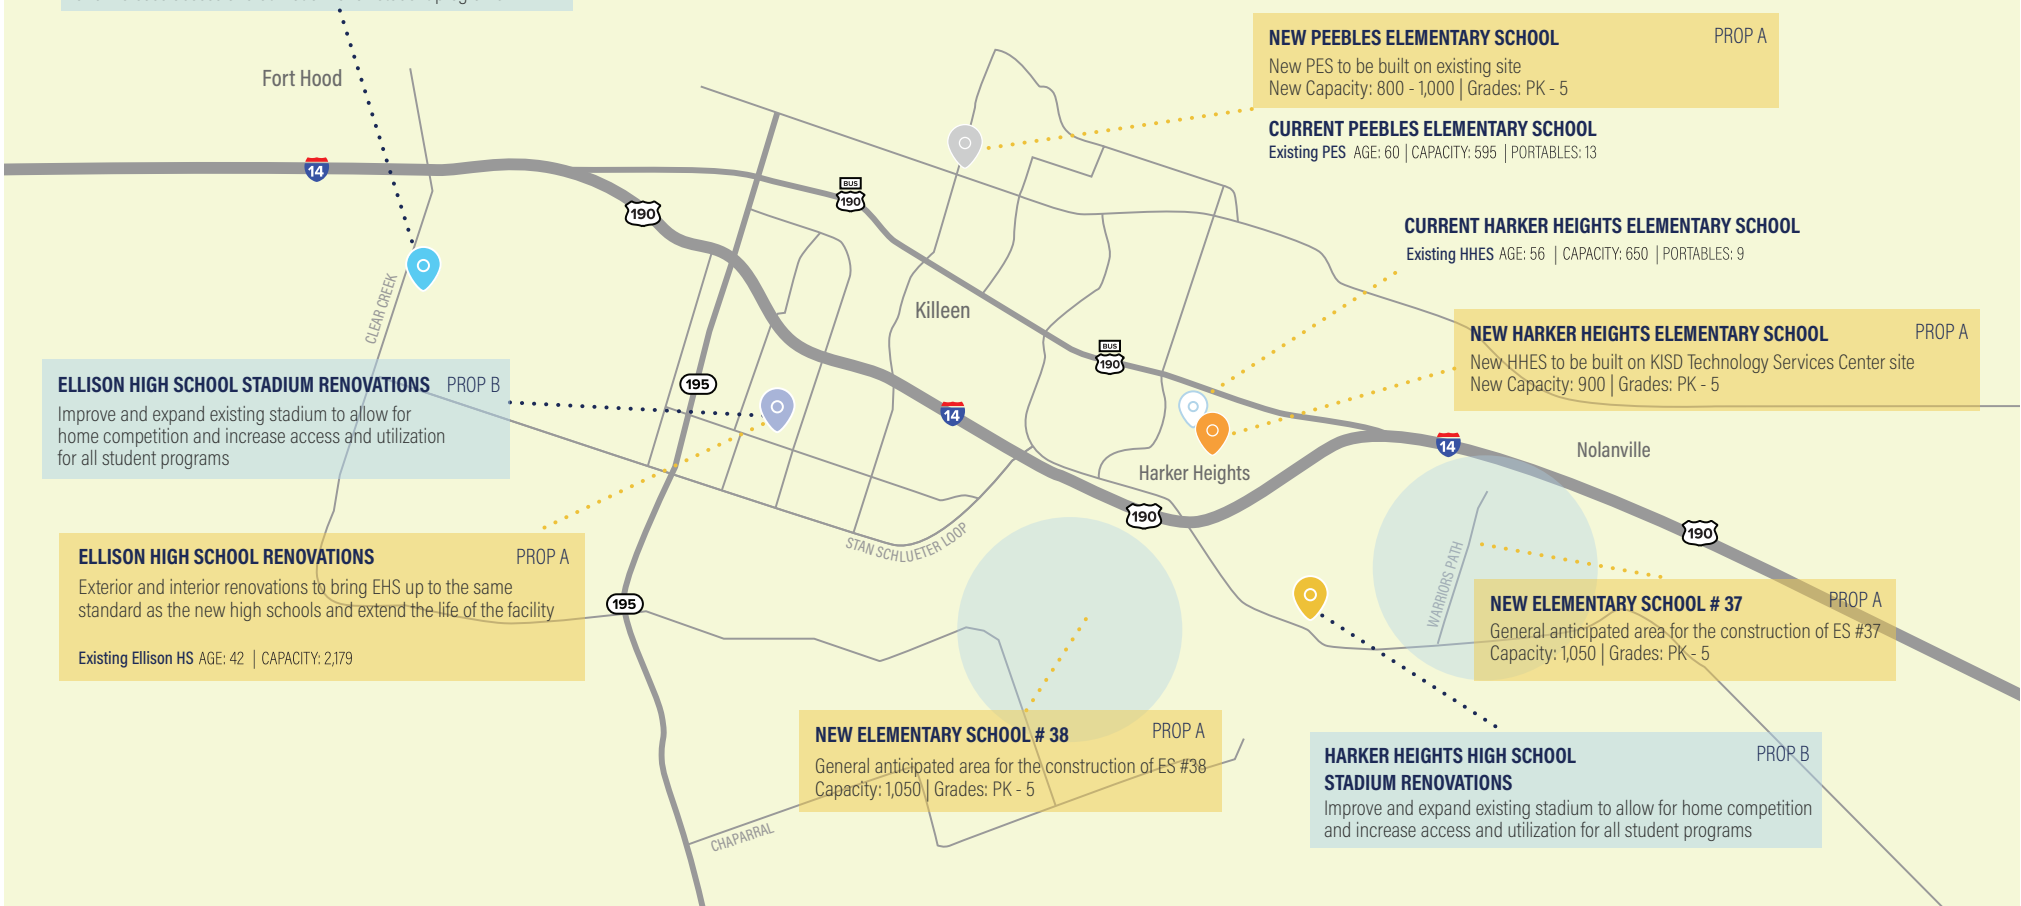 Fort Hood
14
190
BUS
190
CLEAR CREEK
Killeen
NEW PEEBLES ELEMENTARY SCHOOL PROP A
New PES to be built on existing site
New Capacity: 800 - 1,000 | Grades: PK - 5
CURRENT PEEBLES ELEMENTARY SCHOOL
Existing PES AGE: 60 | CAPACITY: 595 | PORTABLES: 13
CURRENT HARKER HEIGHTS ELEMENTARY SCHOOL
Existing HHES AGE: 56 | CAPACITY: 650 | PORTABLES: 9
NEW HARKER HEIGHTS ELEMENTARY SCHOOL PROP A
New HHES to be built on KISD Technology Services Center site
New Capacity: 900 | Grades: PK - 5
BUS
190
ELLISON HIGH SCHOOL STADIUM RENOVATIONS PROP B
Improve and expand existing stadium to allow for
home competition and increase access and utilization
for all student programs
195
14
14
Harker Heights
Nolanville
190
190
STAN SCHLUETER LOOP
WARRIORS PATH
ELLISON HIGH SCHOOL RENOVATIONS PROP A
Exterior and interior renovations to bring EHS up to the same
standard as the new high schools and extend the life of the facility
Existing Ellison HS AGE: 42 | CAPACITY: 2,179
195
NEW ELEMENTARY SCHOOL # 37 PROP A
General anticipated area for the construction of ES #37
Capacity: 1,050 | Grades: PK - 5
NEW ELEMENTARY SCHOOL # 38 PROP A
General anticipated area for the construction of ES #38
Capacity: 1,050 | Grades: PK - 5
CHAPARRAL
HARKER HEIGHTS HIGH SCHOOL PROP B
STADIUM RENOVATIONS
Improve and expand existing stadium to allow for home competition
and increase access and utilization for all student programs